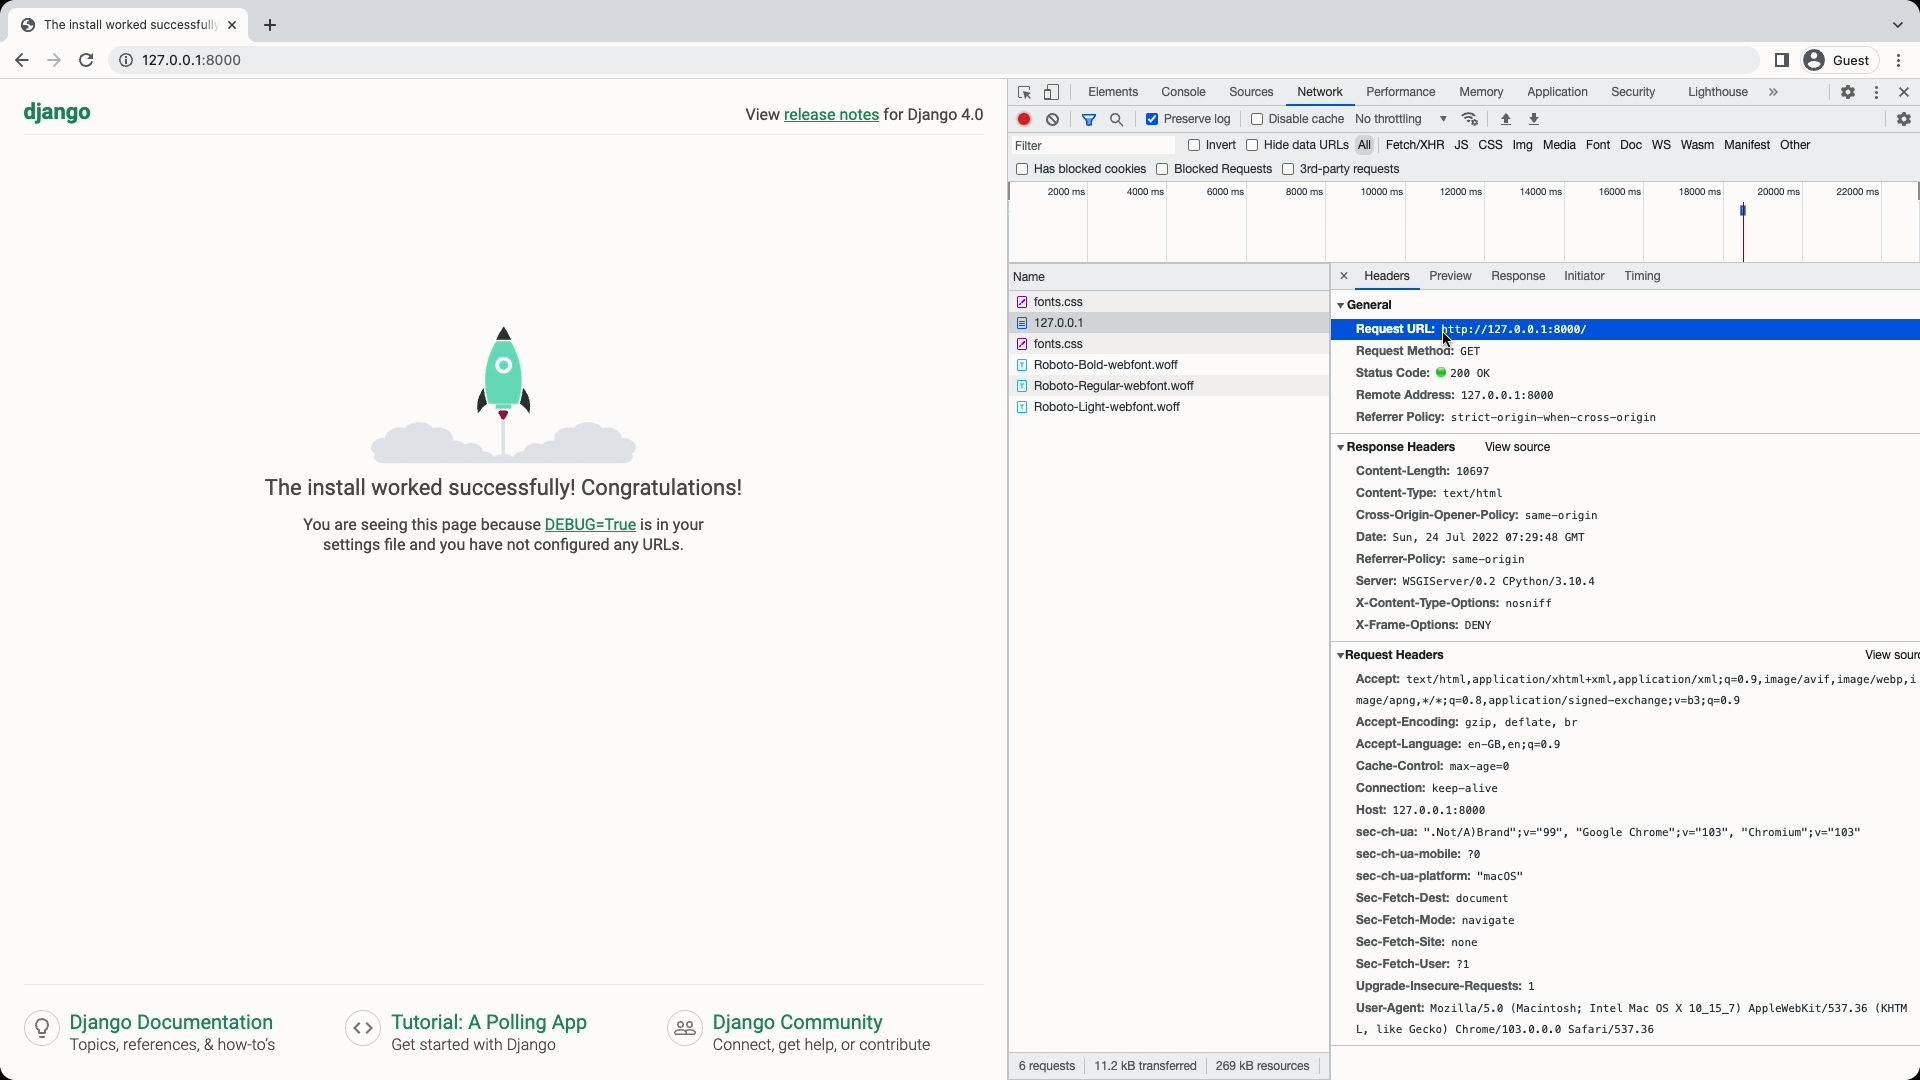 The install worked successfully
127.0.0.1:8000
Guest
django
View release notes for Django 4.0
The install worked successfully! Congratulations!
You are seeing this page because DEBUG=True is in your
settings file and you have not configured any URLs.
Django Documentation
Topics, references, & how-to's
Tutorial: A Polling App
Get started with Django
Django Community
Connect, get help, or contribute
Elements Console Sources Network Performance Memory Application Security Lighthouse
Preserve log Disable cache No throttling
Filter Invert Hide data URLs All Fetch/XHR JS CSS Img Media Font Doc WS Wasm Manifest Other
Has blocked cookies Blocked Requests 3rd-party requests
2000 ms 4000 ms 6000 ms 8000 ms 10000 ms 12000 ms 14000 ms 16000 ms 18000 ms 20000 ms 22000 ms
Name
fonts.css
127.0.0.1
fonts.css
Roboto-Bold-webfont.woff
Roboto-Regular-webfont.woff
Roboto-Light-webfont.woff
6 requests 11.2 kB transferred 269 kB resources
Headers Preview Response Initiator Timing
General
Request URL: http://127.0.0.1:8000/
Request Method: GET
Status Code: 200 OK
Remote Address: 127.0.0.1:8000
Referrer Policy: strict-origin-when-cross-origin
Response Headers View source
Content-Length: 10697
Content-Type: text/html
Cross-Origin-Opener-Policy: same-origin
Date: Sun, 24 Jul 2022 07:29:48 GMT
Referrer-Policy: same-origin
Server: WSGIServer/0.2 CPython/3.10.4
X-Content-Type-Options: nosniff
X-Frame-Options: DENY
Request Headers View sourc
Accept: text/html,application/xhtml+xml,application/xml;q=0.9,image/avif,image/webp,i
mage/apng,*/*;q=0.8,application/signed-exchange;v=b3;q=0.9
Accept-Encoding: gzip, deflate, br
Accept-Language: en-GB,en;q=0.9
Cache-Control: max-age=0
Connection: keep-alive
Host: 127.0.0.1:8000
sec-ch-ua: ".Not/A)Brand";v="99", "Google Chrome";v="103", "Chromium";v="103"
sec-ch-ua-mobile: ?0
sec-ch-ua-platform: "macOS"
Sec-Fetch-Dest: document
Sec-Fetch-Mode: navigate
Sec-Fetch-Site: none
Sec-Fetch-User: ?1
Upgrade-Insecure-Requests: 1
User-Agent: Mozilla/5.0 (Macintosh; Intel Mac OS X 10_15_7) AppleWebKit/537.36 (KHTM
L, like Gecko) Chrome/103.0.0.0 Safari/537.36